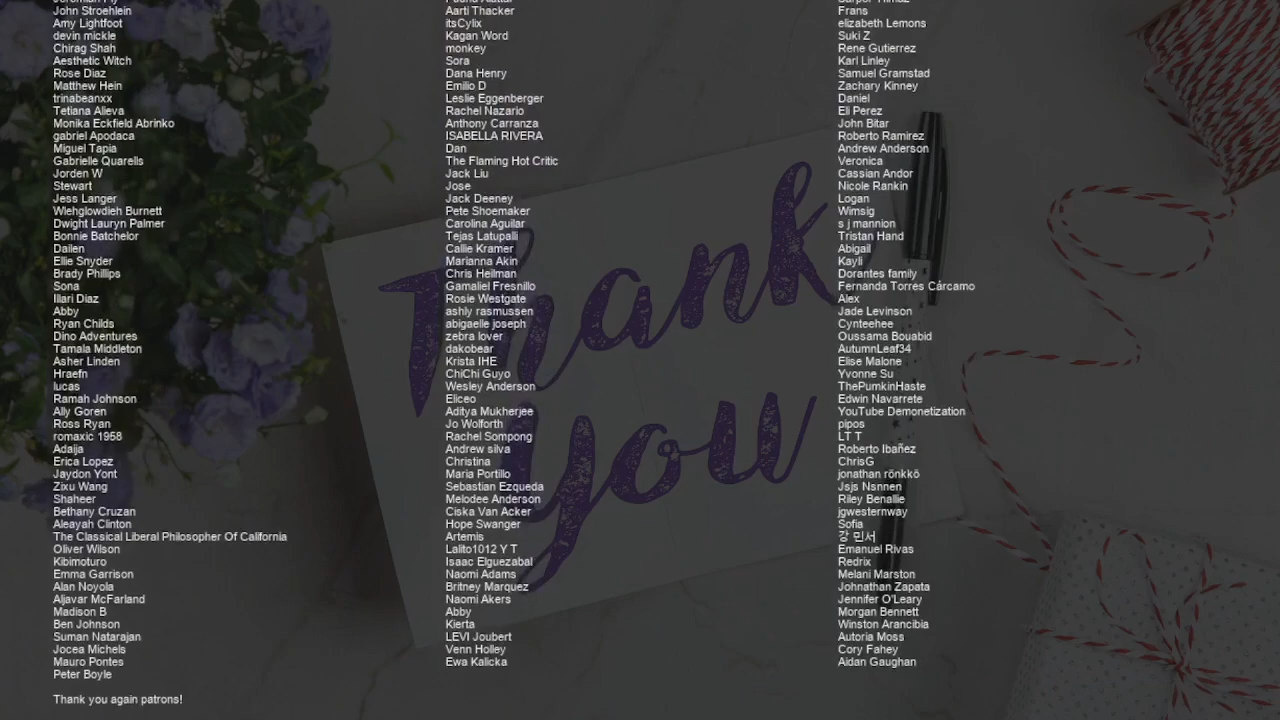 John Stroehlein
Amy Lightfoot
devin mickle
Chirag Shah
Aesthetic Witch
Rose Diaz
Matthew Hein
trinabeanxx
Tetiana Alieva
Monika Eckfield Abrinko
gabriel Apodaca
Miguel Tapia
Gabrielle Quarells
Jorden W
Stewart
Jess Langer
Wlehglowdieh Burnett
Dwight Lauryn Palmer
Bonnie Batchelor
Dailen
Ellie Snyder
Brady Phillips
Sona
Illari Diaz
Abby
Ryan Childs
Dino Adventures
Tamala Middleton
Asher Linden
Hraefn
lucas
Ramah Johnson
Ally Goren
Ross Ryan
romaxic 1958
Adaija
Erica Lopez
Jaydon Yont
Zixu Wang
Shaheer
Bethany Cruzan
Aleayah Clinton
The Classical Liberal Philosopher Of California
Oliver Wilson
Kibimoturo
Emma Garrison
Alan Noyola
Aljavar McFarland
Madison B
Ben Johnson
Suman Natarajan
Jocea Michels
Mauro Pontes
Peter Boyle
Thank you again patrons!
Aarti Thacker
itsCylix
Kagan Word
monkey
Sora
Dana Henry
Emilio D
Leslie Eggenberger
Rachel Nazario
Anthony Carranza
ISABELLA RIVERA
Dan
The Flaming Hot Critic
Jack Liu
Jose
Jack Deeney
Pete Shoemaker
Carolina Aguilar
Tejas Latupalli
Callie Kramer
Marianna Akin
Chris Heilman
Gamaliel Fresnillo
Rosie Westgate
ashly rasmussen
abigaelle joseph
zebra lover
dakobear
Krista IHE
ChiChi Guyo
Wesley Anderson
Eliceo
Aditya Mukherjee
Jo Wolforth
Rachel Sompong
Andrew silva
Christina
Maria Portillo
Sebastian Ezqueda
Melodee Anderson
Ciska Van Acker
Hope Swanger
Artemis
Lalito1012 Y T
Isaac Elguezabal
Naomi Adams
Britney Marquez
Naomi Akers
Abby
Kierta
LEVI Joubert
Venn Holley
Ewa Kalicka
Frans
elizabeth Lemons
Suki Z
Rene Gutierrez
Karl Linley
Samuel Gramstad
Zachary Kinney
Daniel
Eli Perez
John Bitar
Roberto Ramirez
Andrew Anderson
Veronica
Cassian Andor
Nicole Rankin
Logan
Wimsig
s j mannion
Tristan Hand
Abigail
Kayli
Dorantes family
Fernanda Torres Cárcamo
Alex
Jade Levinson
Cynteehee
Oussama Bouabid
AutumnLeaf34
Elise Malone
Yvonne Su
ThePumkinHaste
Edwin Navarrete
YouTube Demonetization
pipos
LT T
Roberto Ibañez
ChrisG
jonathan rönkkö
Jsjs Nsnnen
Riley Benallie
jgwesternway
Sofia
강 민서
Emanuel Rivas
Redrix
Melani Marston
Johnathan Zapata
Jennifer O'Leary
Morgan Bennett
Winston Arancibia
Autoria Moss
Cory Fahey
Aidan Gaughan
Thank
you